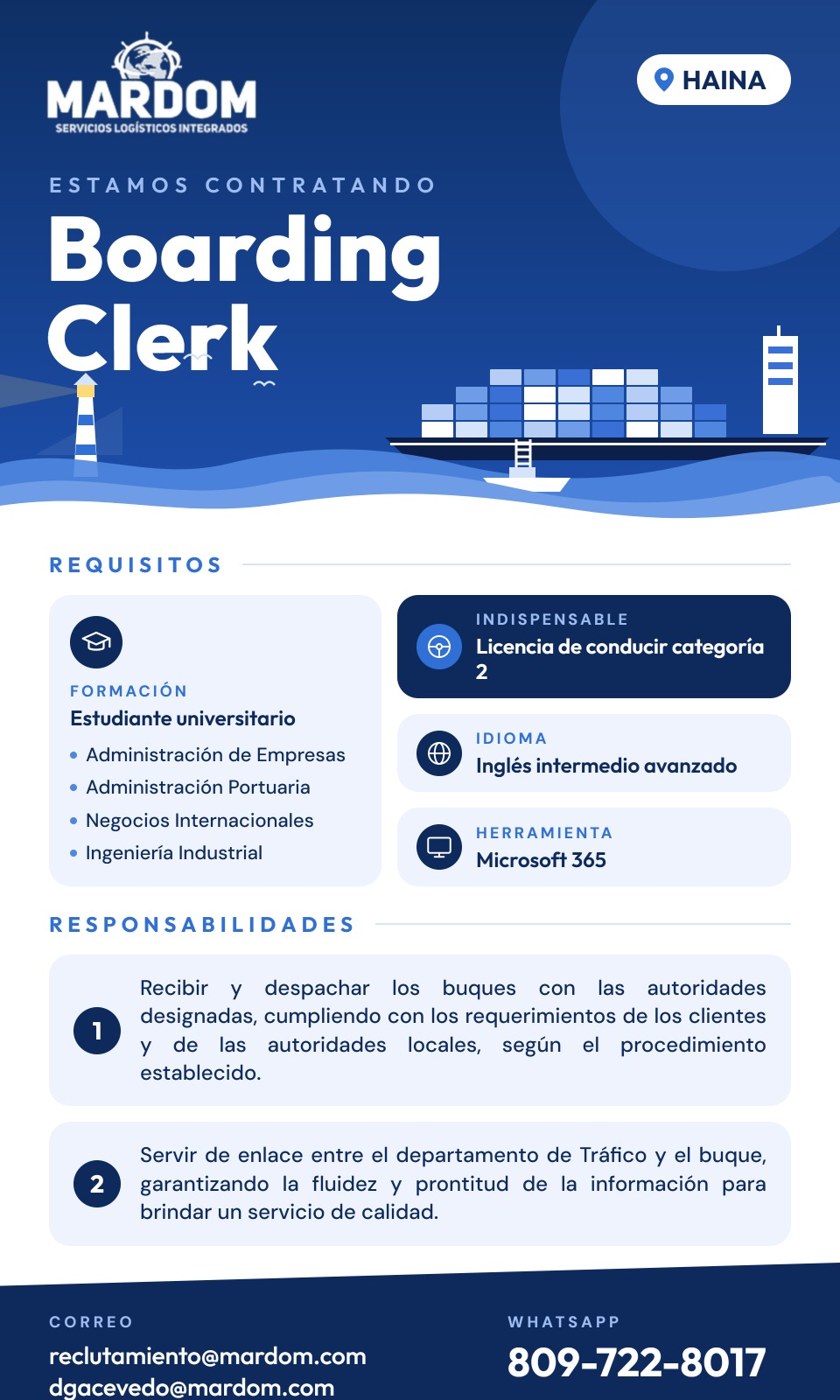 MARDOM
SERVICIOS LOGÍSTICOS INTEGRADOS
HAINA
ESTAMOS CONTRATANDO
Boarding
Clerk
REQUISITOS
FORMACIÓN
Estudiante universitario
Administración de Empresas
Administración Portuaria
Negocios Internacionales
Ingeniería Industrial
INDISPENSABLE
Licencia de conducir categoría
2
IDIOMA
Inglés intermedio avanzado
HERRAMIENTA
Microsoft 365
RESPONSABILIDADES
1
Recibir y despachar los buques con las autoridades
designadas, cumpliendo con los requerimientos de los clientes
y de las autoridades locales, según el procedimiento
establecido.
2
Servir de enlace entre el departamento de Tráfico y el buque,
garantizando la fluidez y prontitud de la información para
brindar un servicio de calidad.
CORREO
reclutamiento@mardom.com
dgacevedo@mardom.com
WHATSAPP
809-722-8017